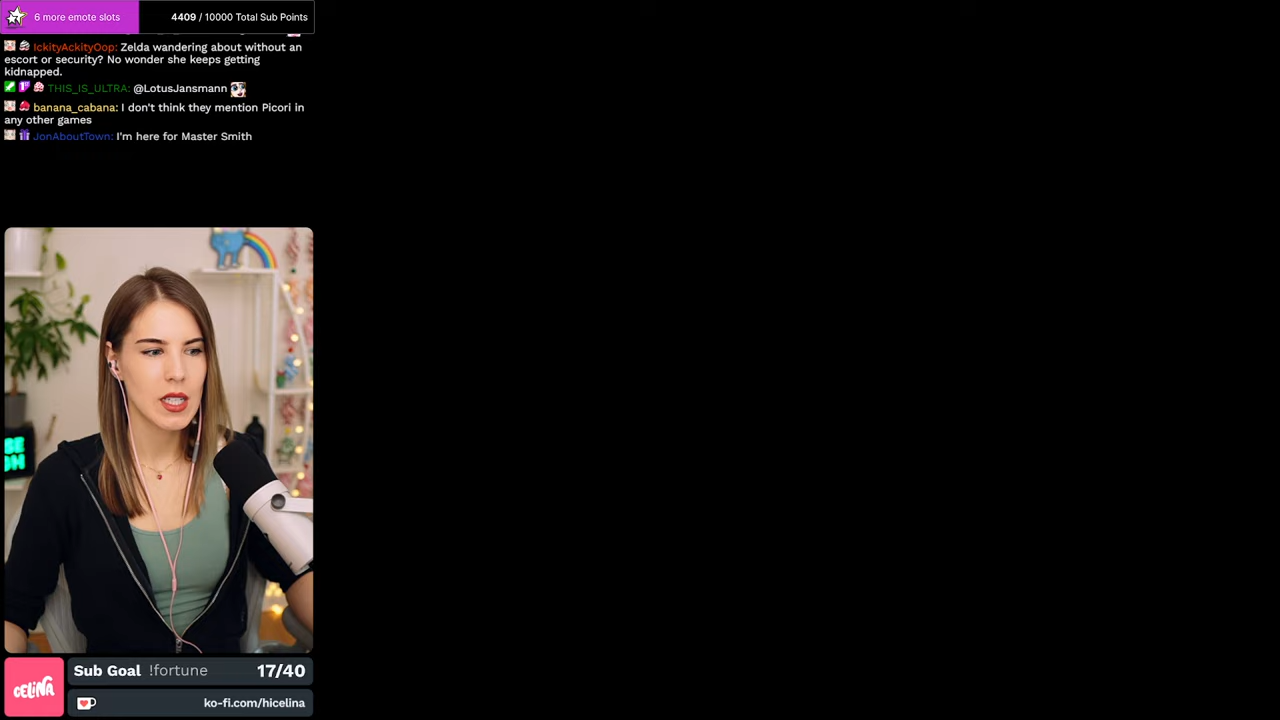 6 more emote slots
4409 / 10000 Total Sub Points
IckityAckityOop: Zelda wandering about without an
escort or security? No wonder she keeps getting
kidnapped.
THIS_IS_ULTRA: @LotusJansmann
banana_cabana: I don't think they mention Picori in
any other games
JonAboutTown: I'm here for Master Smith
Sub Goal !fortune 17/40
CELINA
ko-fi.com/hicelina